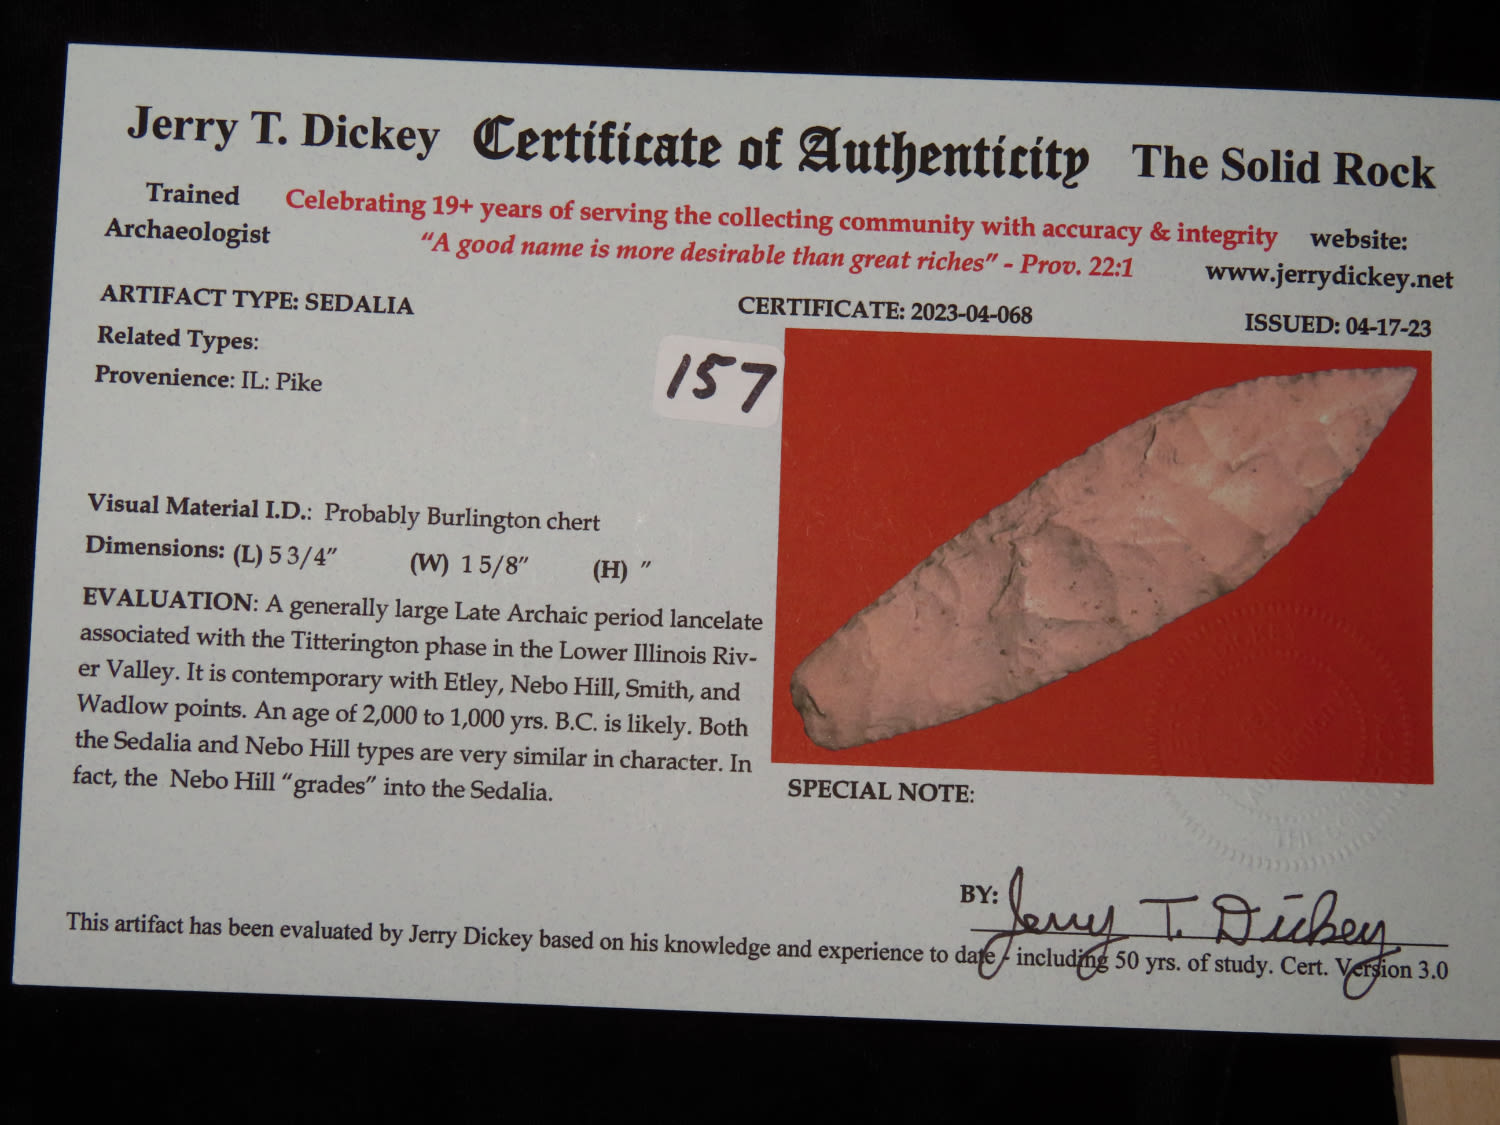 Jerry T. Dickey Certificate of Authenticity The Solid Rock
Trained
Archaeologist
Celebrating 19+ years of serving the collecting community with accuracy & integrity
“A good name is more desirable than great riches” - Prov. 22:1
website:
www.jerrydickey.net
ARTIFACT TYPE: SEDALIA
CERTIFICATE: 2023-04-068
ISSUED: 04-17-23
Related Types:
Provenience: IL: Pike
157
Visual Material I.D.: Probably Burlington chert
Dimensions: (L) 5 3/4″ (W) 1 5/8″ (H) ″
EVALUATION: A generally large Late Archaic period lancelate
associated with the Titterington phase in the Lower Illinois Riv-
er Valley. It is contemporary with Etley, Nebo Hill, Smith, and
Wadlow points. An age of 2,000 to 1,000 yrs. B.C. is likely. Both
the Sedalia and Nebo Hill types are very similar in character. In
fact, the Nebo Hill “grades” into the Sedalia.
SPECIAL NOTE:
BY: Jerry T. Dickey
This artifact has been evaluated by Jerry Dickey based on his knowledge and experience to date - including 50 yrs. of study. Cert. Version 3.0